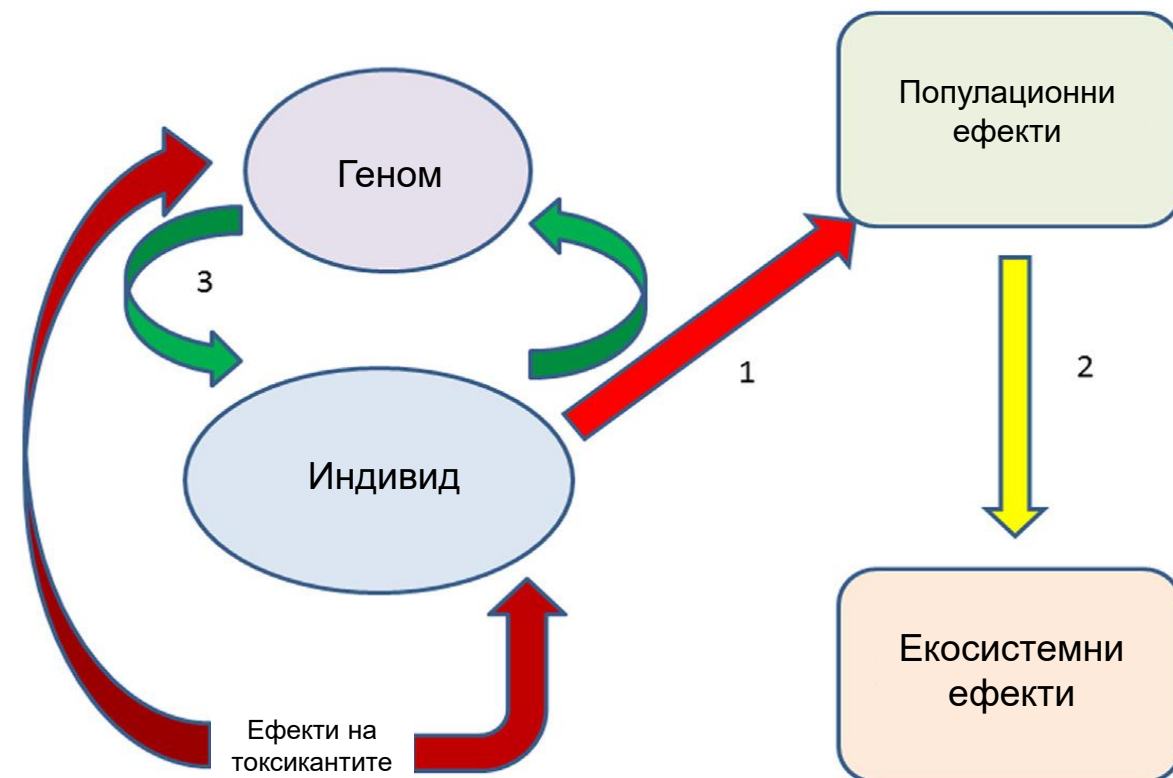 Популационни
ефекти
Геном
3
1
2
Индивид
Екосистемни
ефекти
Ефекти на
токсикантите